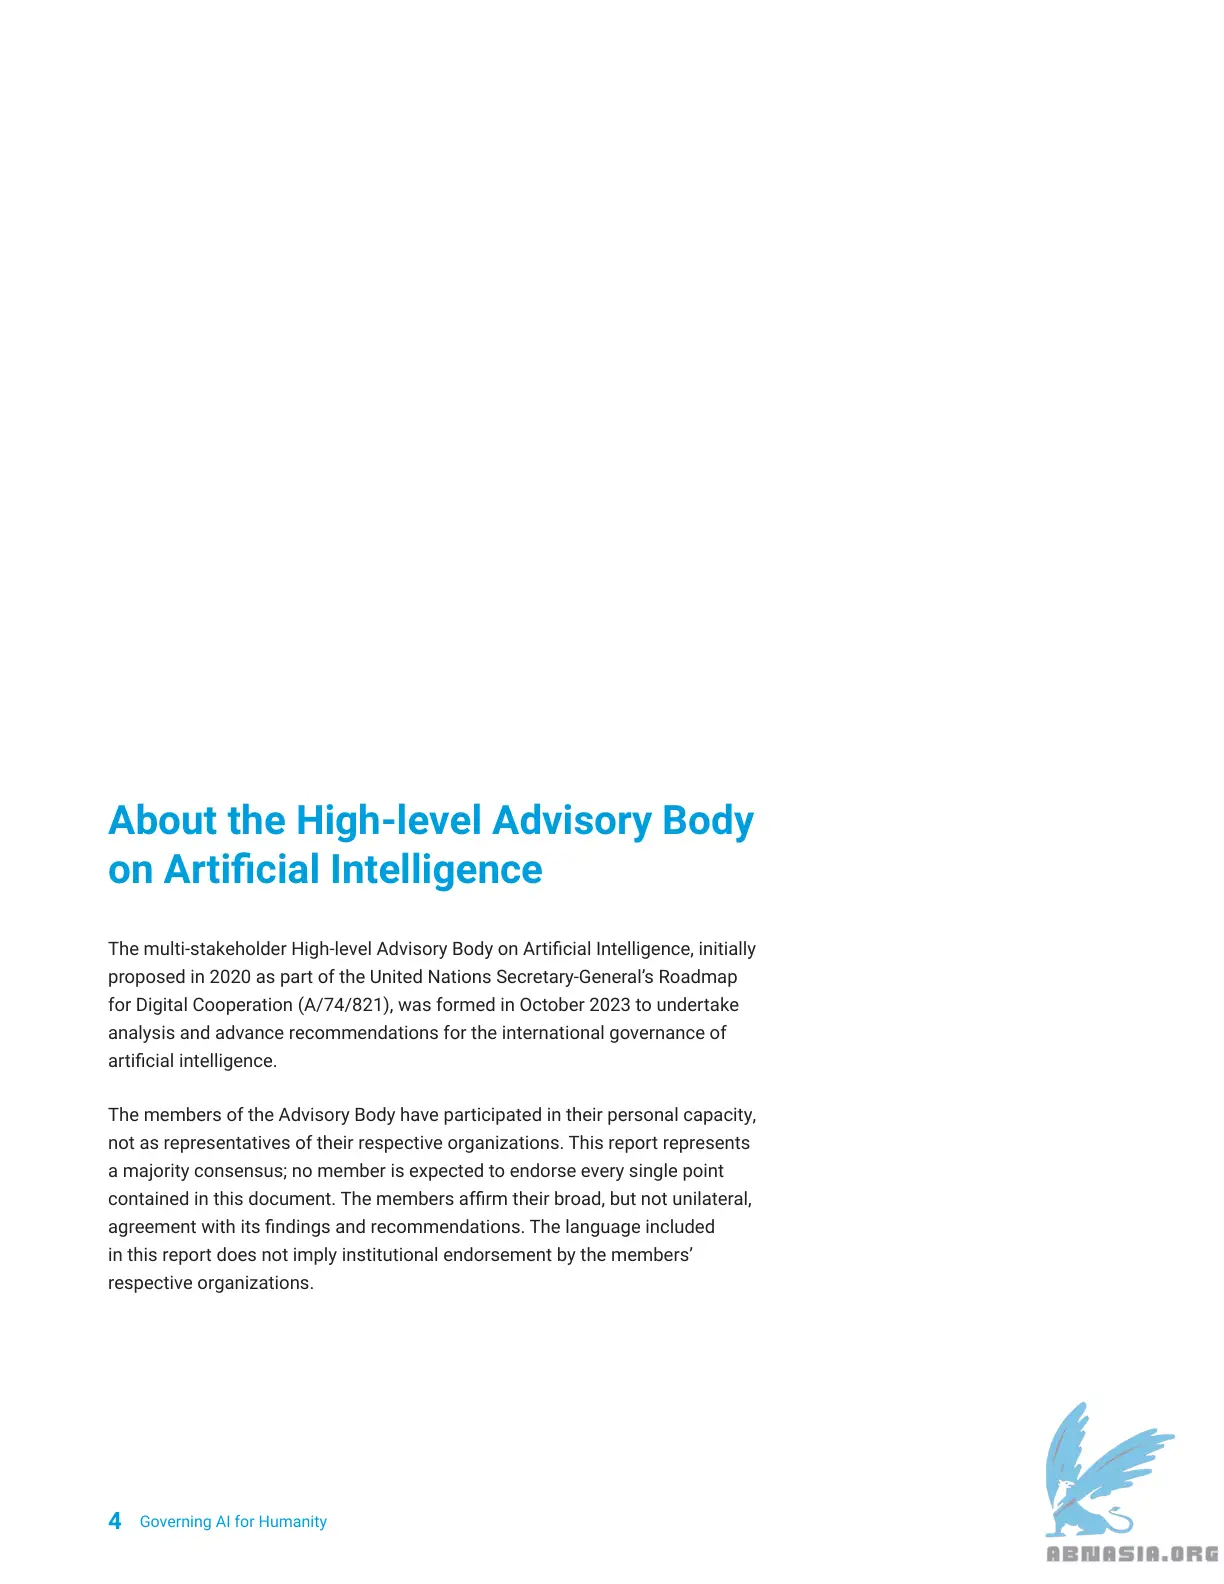 About the High-level Advisory Body
on Artificial Intelligence
The multi-stakeholder High-level Advisory Body on Artificial Intelligence, initially
proposed in 2020 as part of the United Nations Secretary-General’s Roadmap
for Digital Cooperation (A/74/821), was formed in October 2023 to undertake
analysis and advance recommendations for the international governance of
artificial intelligence.
The members of the Advisory Body have participated in their personal capacity,
not as representatives of their respective organizations. This report represents
a majority consensus; no member is expected to endorse every single point
contained in this document. The members affirm their broad, but not unilateral,
agreement with its findings and recommendations. The language included
in this report does not imply institutional endorsement by the members’
respective organizations.
4 Governing AI for Humanity
ABNASIA.ORG